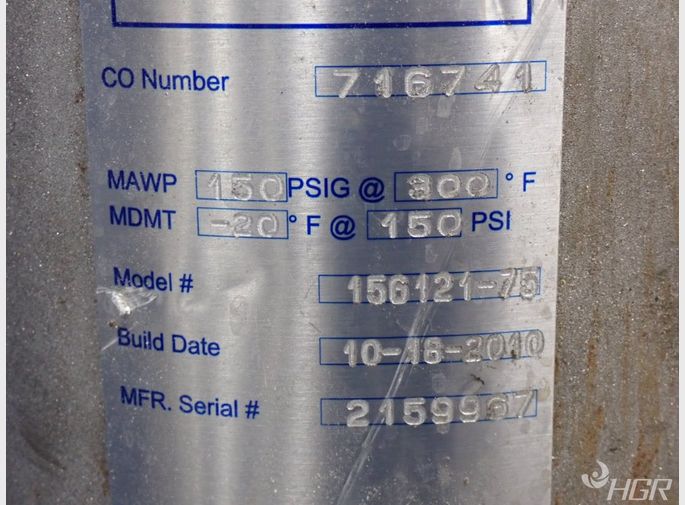 CO Number 716741
MAWP 150 PSIG @ 300 ° F
MDMT -20 ° F @ 150 PSI
Model # 156121-75
Build Date 10-18-2010
MFR. Serial # 2159967
HGR